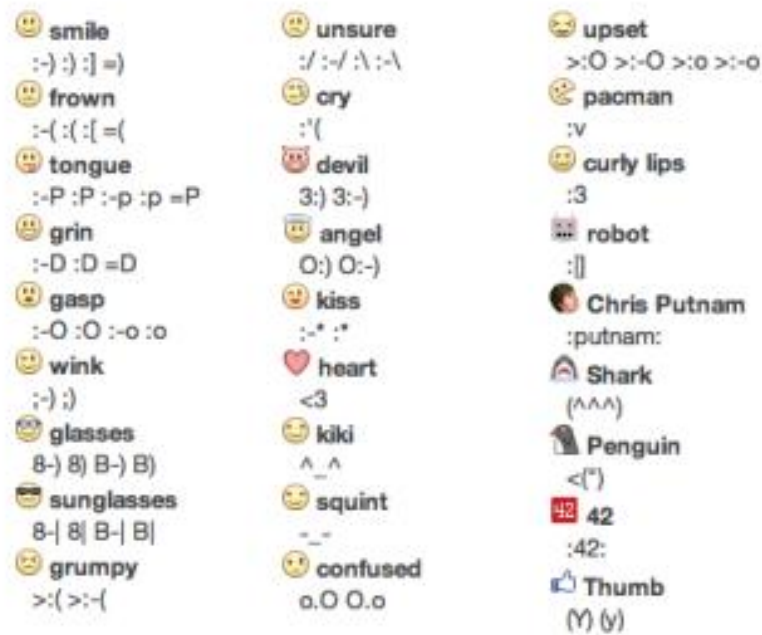 smile
:-) :) :] =)
frown
:-( :( :[ =(
tongue
:-P :P :-p :p =P
grin
:-D :D =D
gasp
:-O :O :-o :o
wink
;-) ;)
glasses
8-) 8) B-) B)
sunglasses
8-| 8| B-| B|
grumpy
>:( >:-(
unsure
:/ :-/ :\ :-\
cry
:'(
devil
3:) 3:-)
angel
O:) O:-)
kiss
:-* :*
heart
<3
kiki
^_^
squint
-_-
confused
o.O O.o
upset
>:O >:-O >:o >:-o
pacman
:v
curly lips
:3
robot
:[]
Chris Putnam
:putnam:
Shark
(^^^)
Penguin
<(")
42
42
:42:
Thumb
(Y) (y)